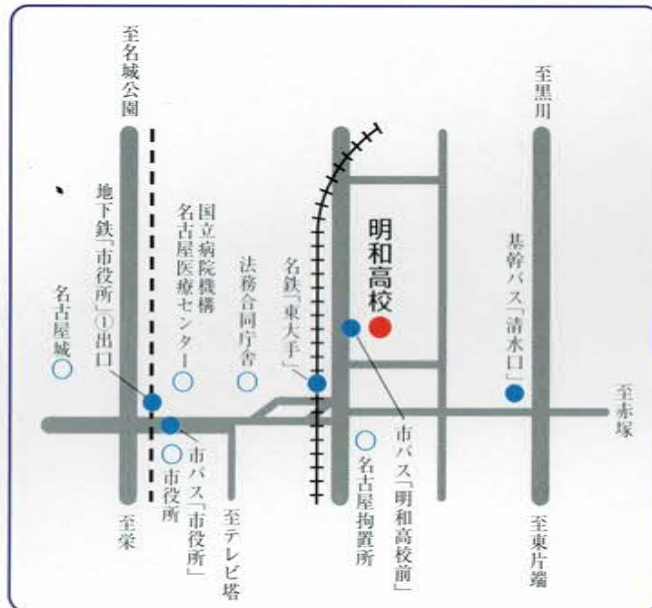 至名城公園
至黒川
地下鉄「市役所」①出口
名古屋城
国立病院機構
名古屋医療センター
法務合同庁舎
名鉄「東大手」
明和高校
基幹バス「清水口」
至赤塚
至栄
市役所
市バス「市役所」
至テレビ塔
名古屋拘置所
市バス「明和高校前」
至東片端